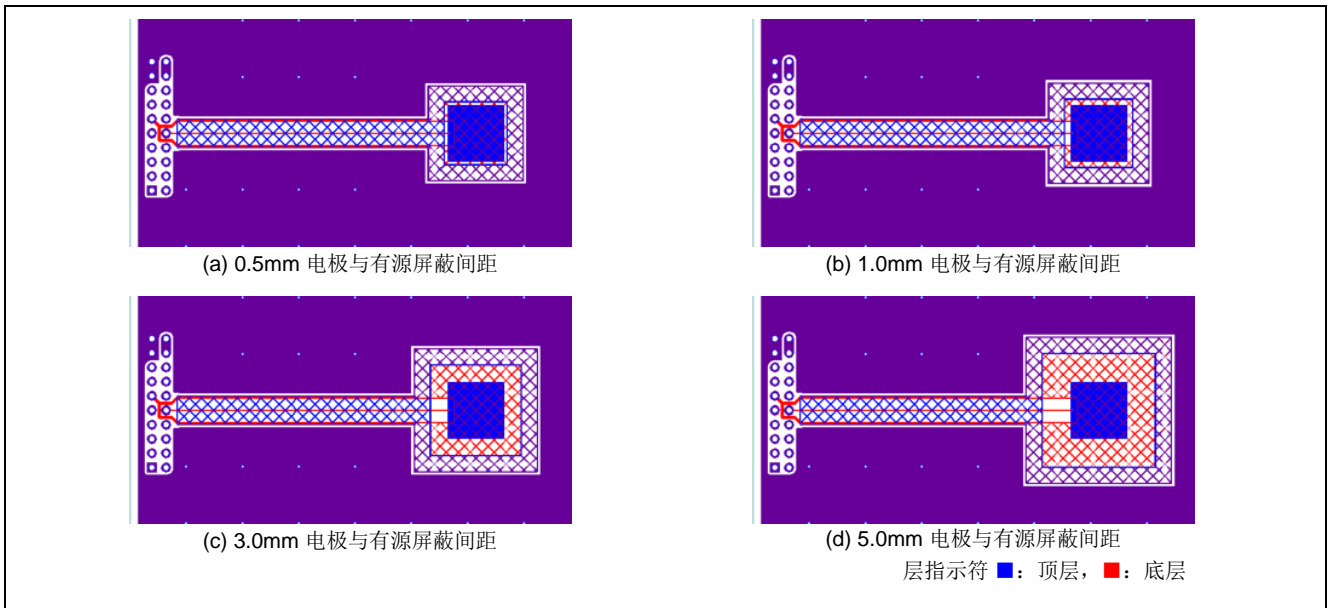 (a) 0.5mm 电极与有源屏蔽间距
(b) 1.0mm 电极与有源屏蔽间距
(c) 3.0mm 电极与有源屏蔽间距
(d) 5.0mm 电极与有源屏蔽间距
层指示符 ■：顶层，■：底层